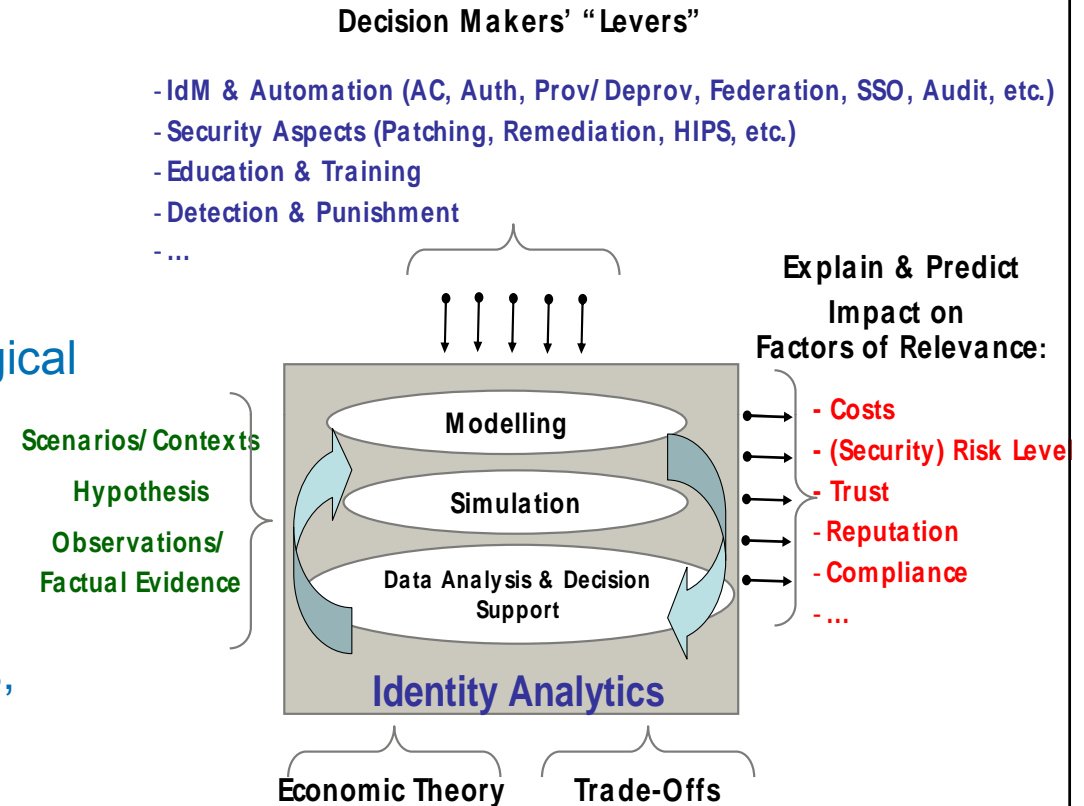 Decision Makers’ “Levers”
- IdM & Automation (AC, Auth, Prov/Deprov, Federation, SSO, Audit, etc.)
- Security Aspects (Patching, Remediation, HIPS, etc.)
- Education & Training
- Detection & Punishment
- ...
Explain & Predict
Impact on
Factors of Relevance:
gical
Scenarios/Contexts
Hypothesis
Observations/
Factual Evidence
,
Modelling
Simulation
Data Analysis & Decision
Support
Identity Analytics
- Costs
- (Security) Risk Level
- Trust
- Reputation
- Compliance
- ...
Economic Theory
Trade-Offs